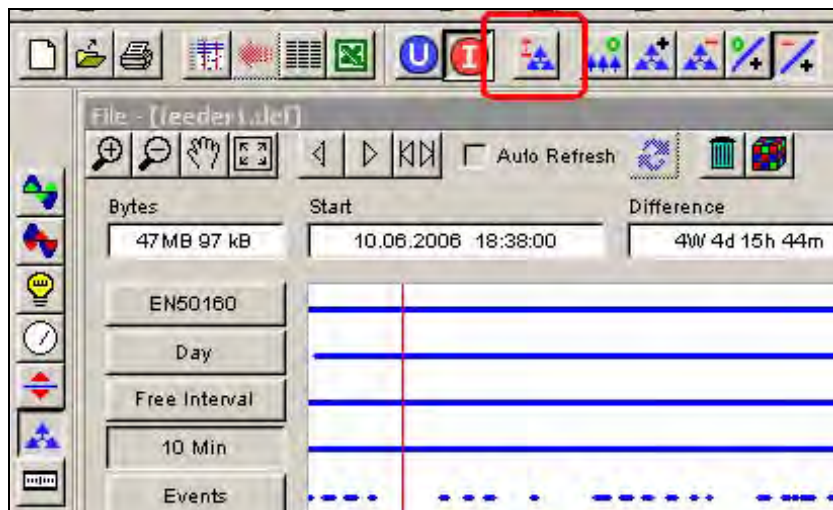 U I I
File - [feeder1.def]
Auto Refresh
Bytes Start Difference
47MB 97 kB 10.06.2006 18:38:00 4W 4d 15h 44m
EN50160
Day
Free Interval
10 Min
Events